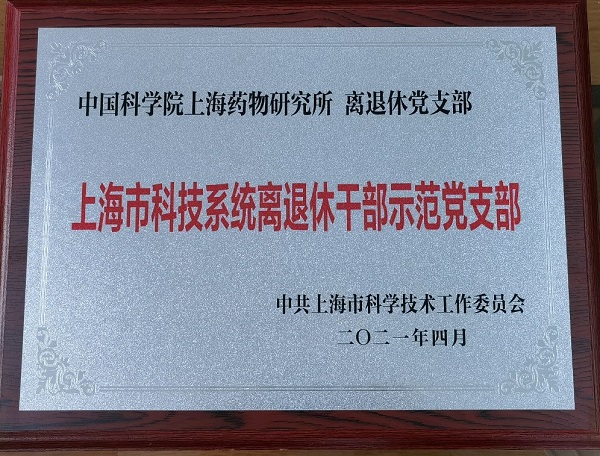 中国科学院上海药物研究所 离退休党支部
上海市科技系统离退休干部示范党支部
中共上海市科学技术工作委员会
二〇二一年四月